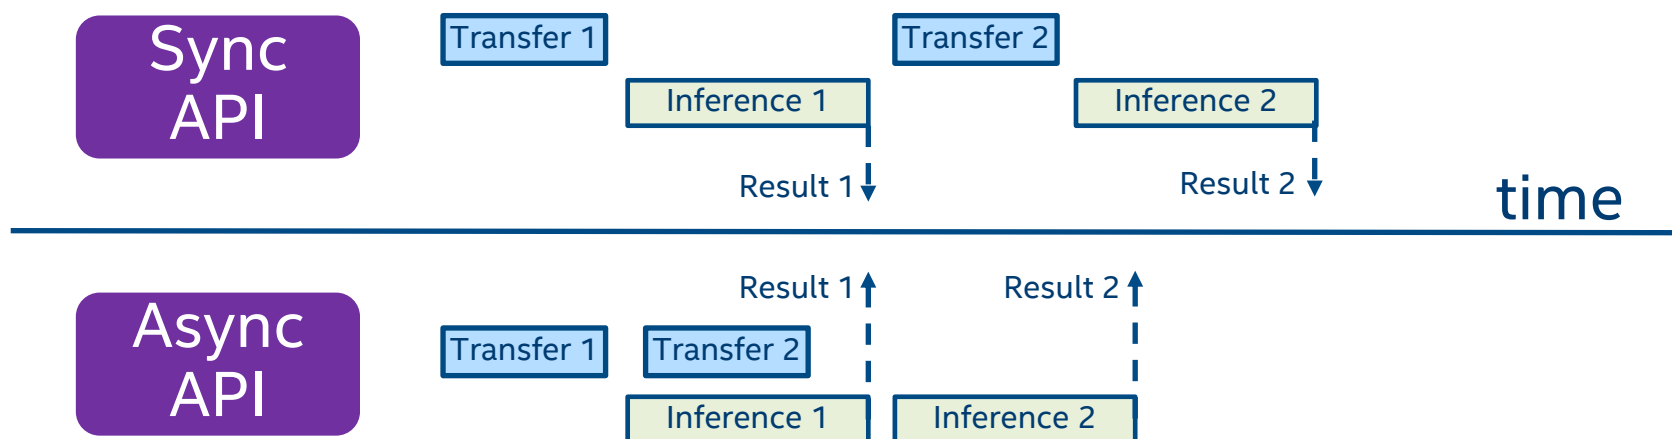 Sync
API
Transfer 1
Transfer 2
Inference 1
Inference 2
Result 1
Result 2
time
Async
API
Result 1
Result 2
Transfer 1
Transfer 2
Inference 1
Inference 2